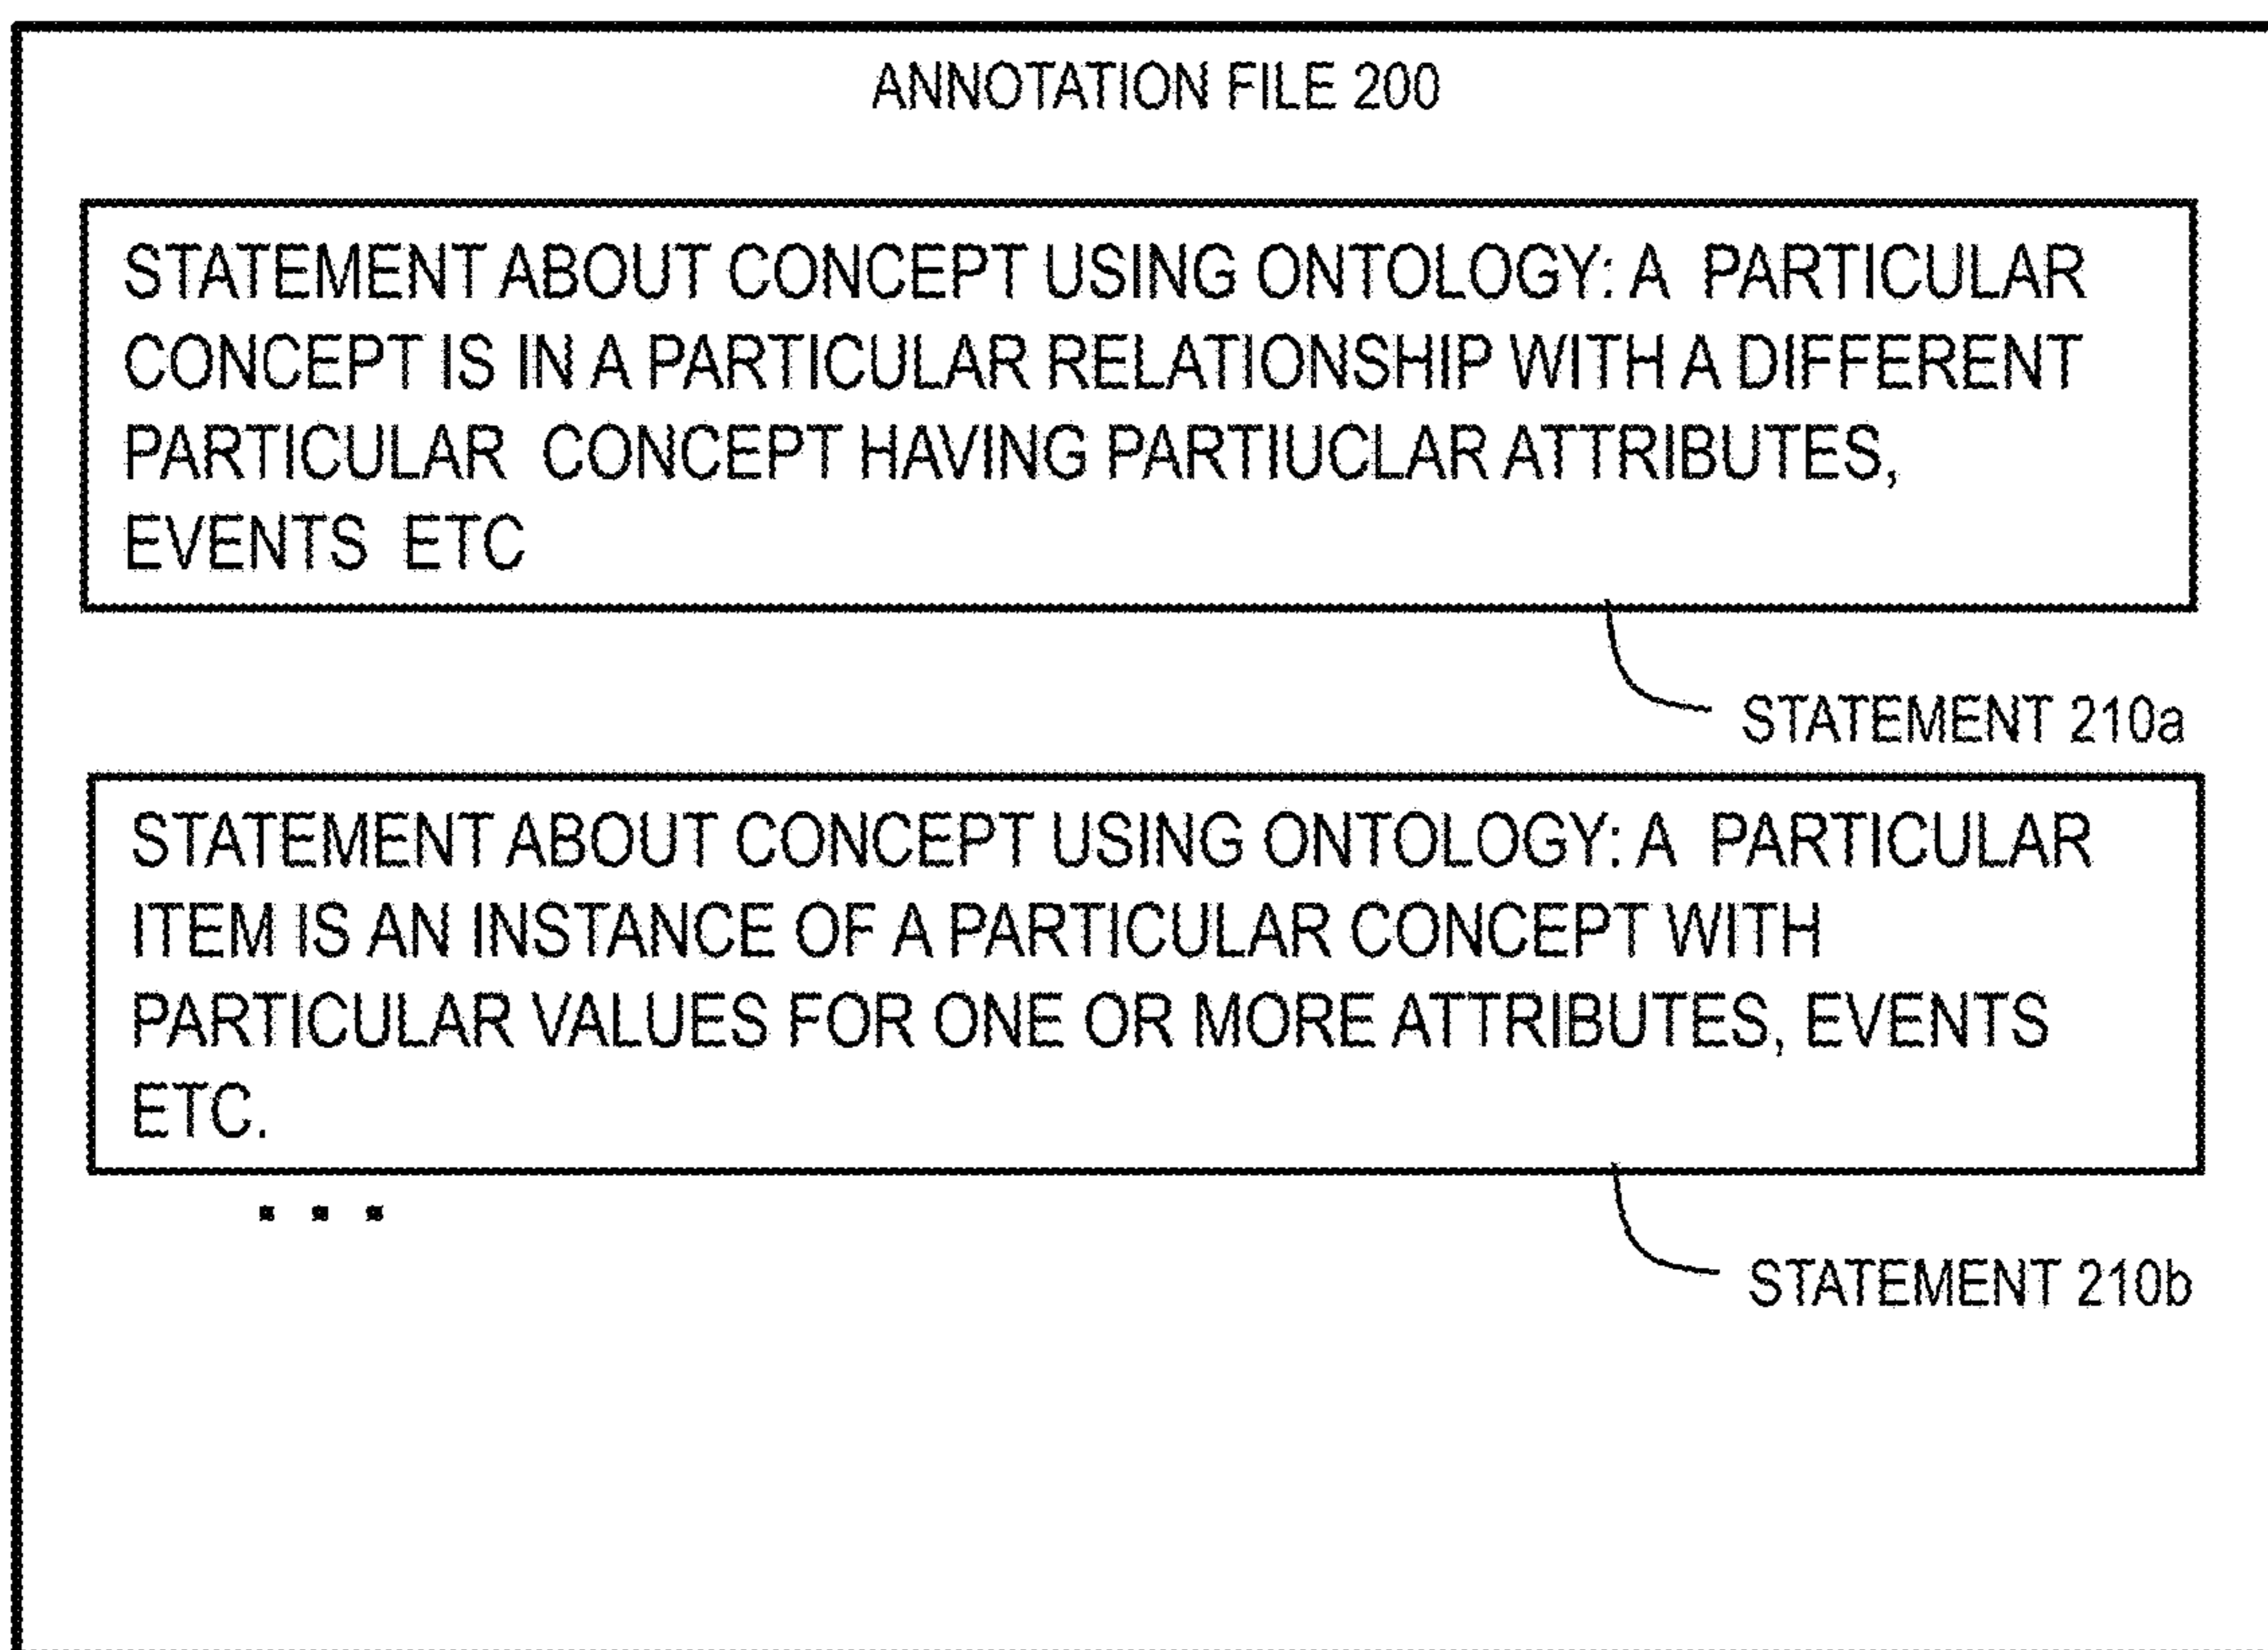 ANNOTATION FILE 200
STATEMENT ABOUT CONCEPT USING ONTOLOGY: A PARTICULAR
CONCEPT IS IN A PARTICULAR RELATIONSHIP WITH A DIFFERENT
PARTICULAR CONCEPT HAVING PARTIUCLAR ATTRIBUTES,
EVENTS ETC
STATEMENT 210a
STATEMENT ABOUT CONCEPT USING ONTOLOGY: A PARTICULAR
ITEM IS AN INSTANCE OF A PARTICULAR CONCEPT WITH
PARTICULAR VALUES FOR ONE OR MORE ATTRIBUTES, EVENTS
ETC.
. . .
STATEMENT 210b